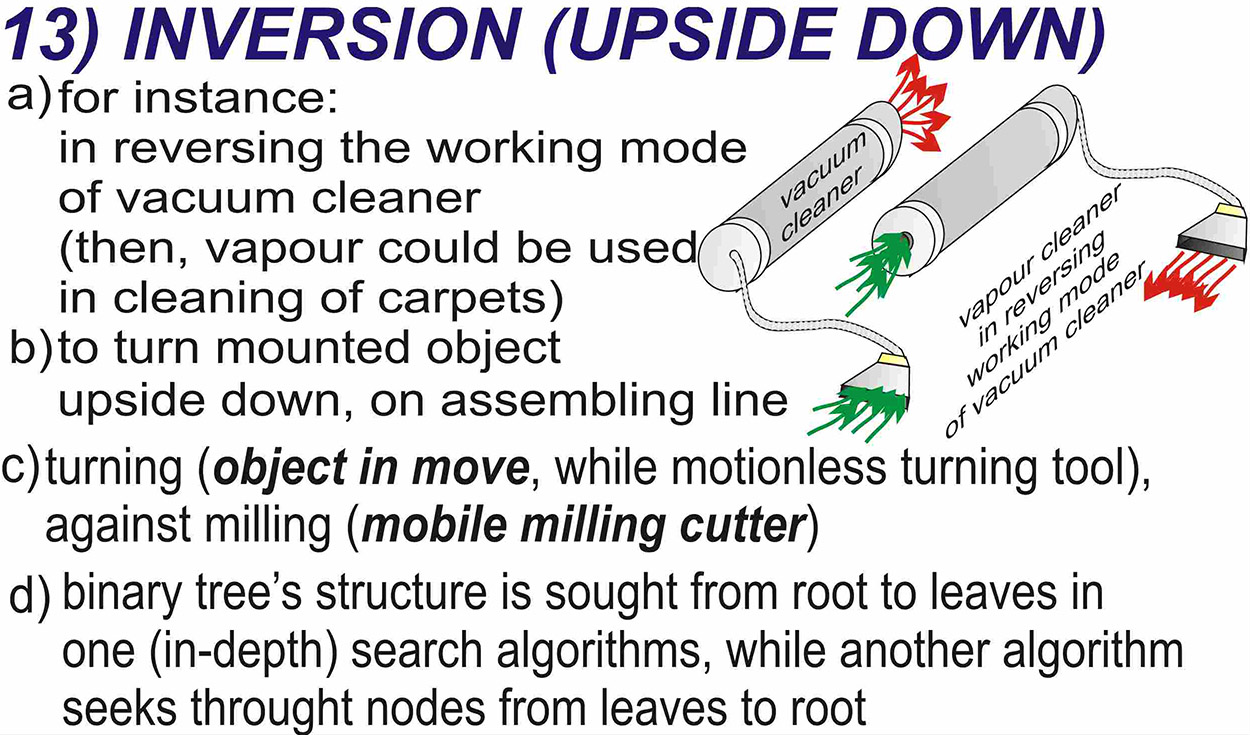 13) INVERSION (UPSIDE DOWN)
a) for instance:
in reversing the working mode
of vacuum cleaner
(then, vapour could be used
in cleaning of carpets)
b) to turn mounted object
upside down, on assembling line
c) turning (object in move, while motionless turning tool),
against milling (mobile milling cutter)
d) binary tree’s structure is sought from root to leaves in
one (in-depth) search algorithms, while another algorithm
seeks throught nodes from leaves to root
vacuum
cleaner
vapour cleaner
in reversing
working mode
of vacuum cleaner